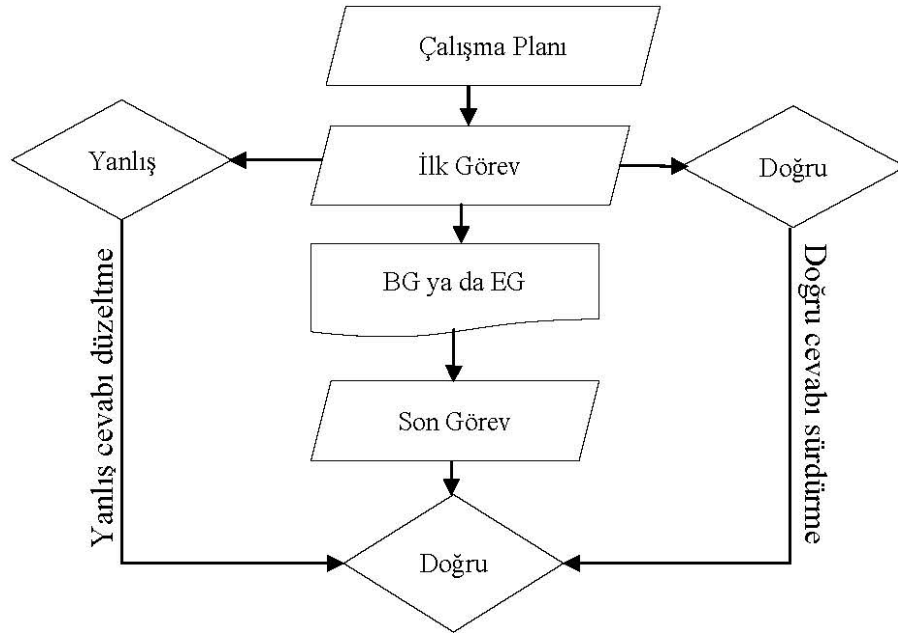 Çalışma Planı
Yanlış
İlk Görev
Doğru
BG ya da EG
Yanlış cevabı düzeltme
Doğru cevabı sürdürme
Son Görev
Doğru